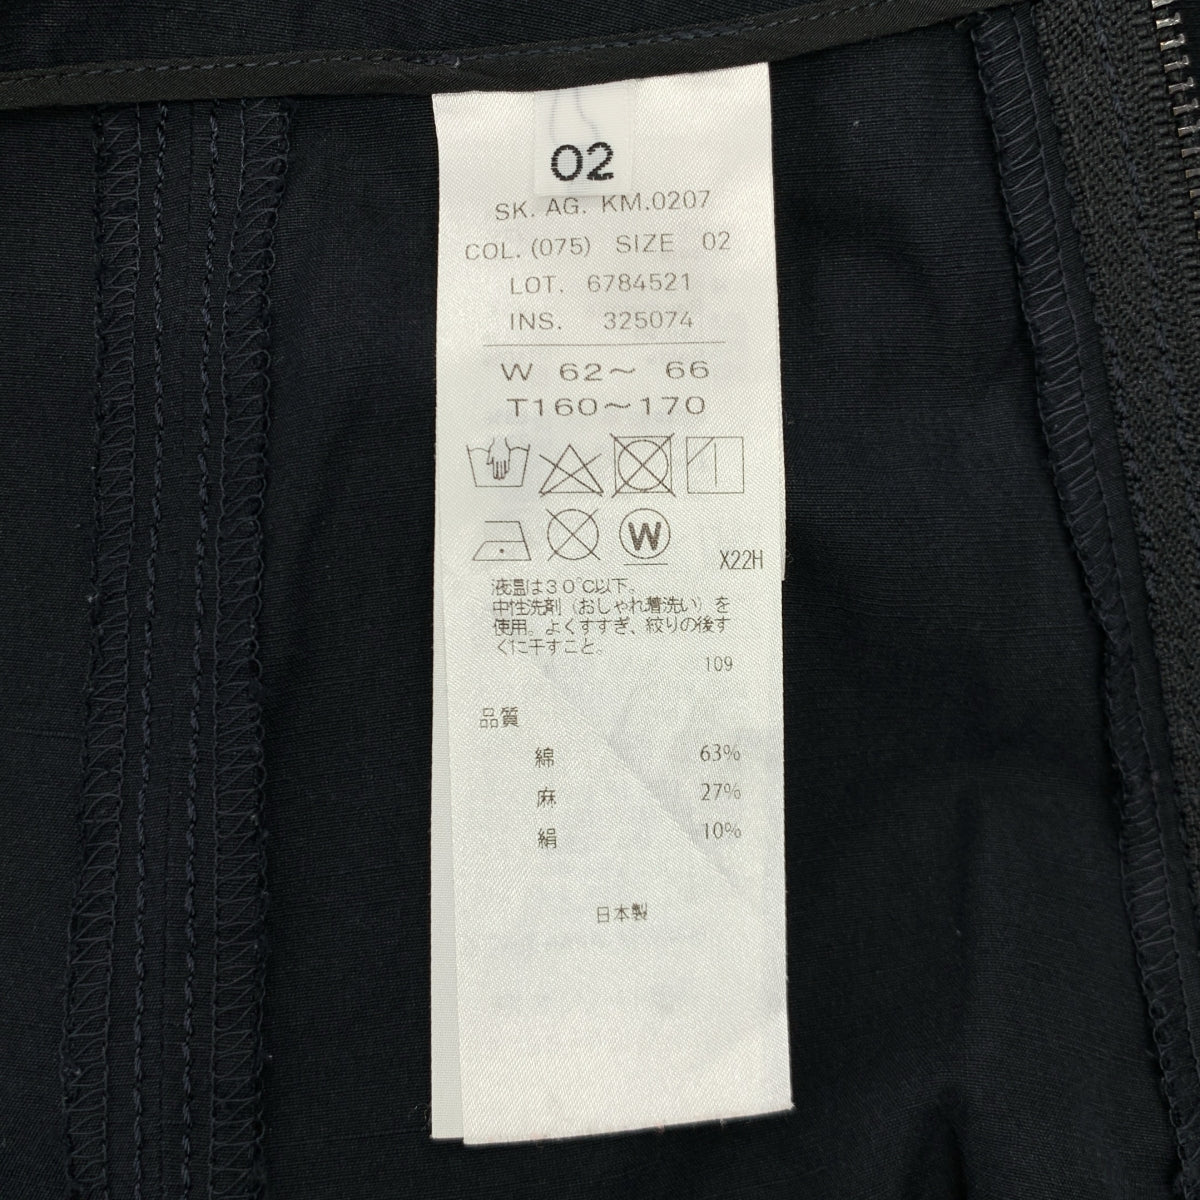 02
SK. AG. KM.0207
COL. (075) SIZE 02
LOT. 6784521
INS. 325074
W 62～ 66
T160～170
W
X22H
液温は30℃以下。
中性洗剤（おしゃれ着洗い）を
使用。よくすすぎ、絞りの後す
ぐに干すこと。
109
品質
綿 63%
麻 27%
絹 10%
日本製